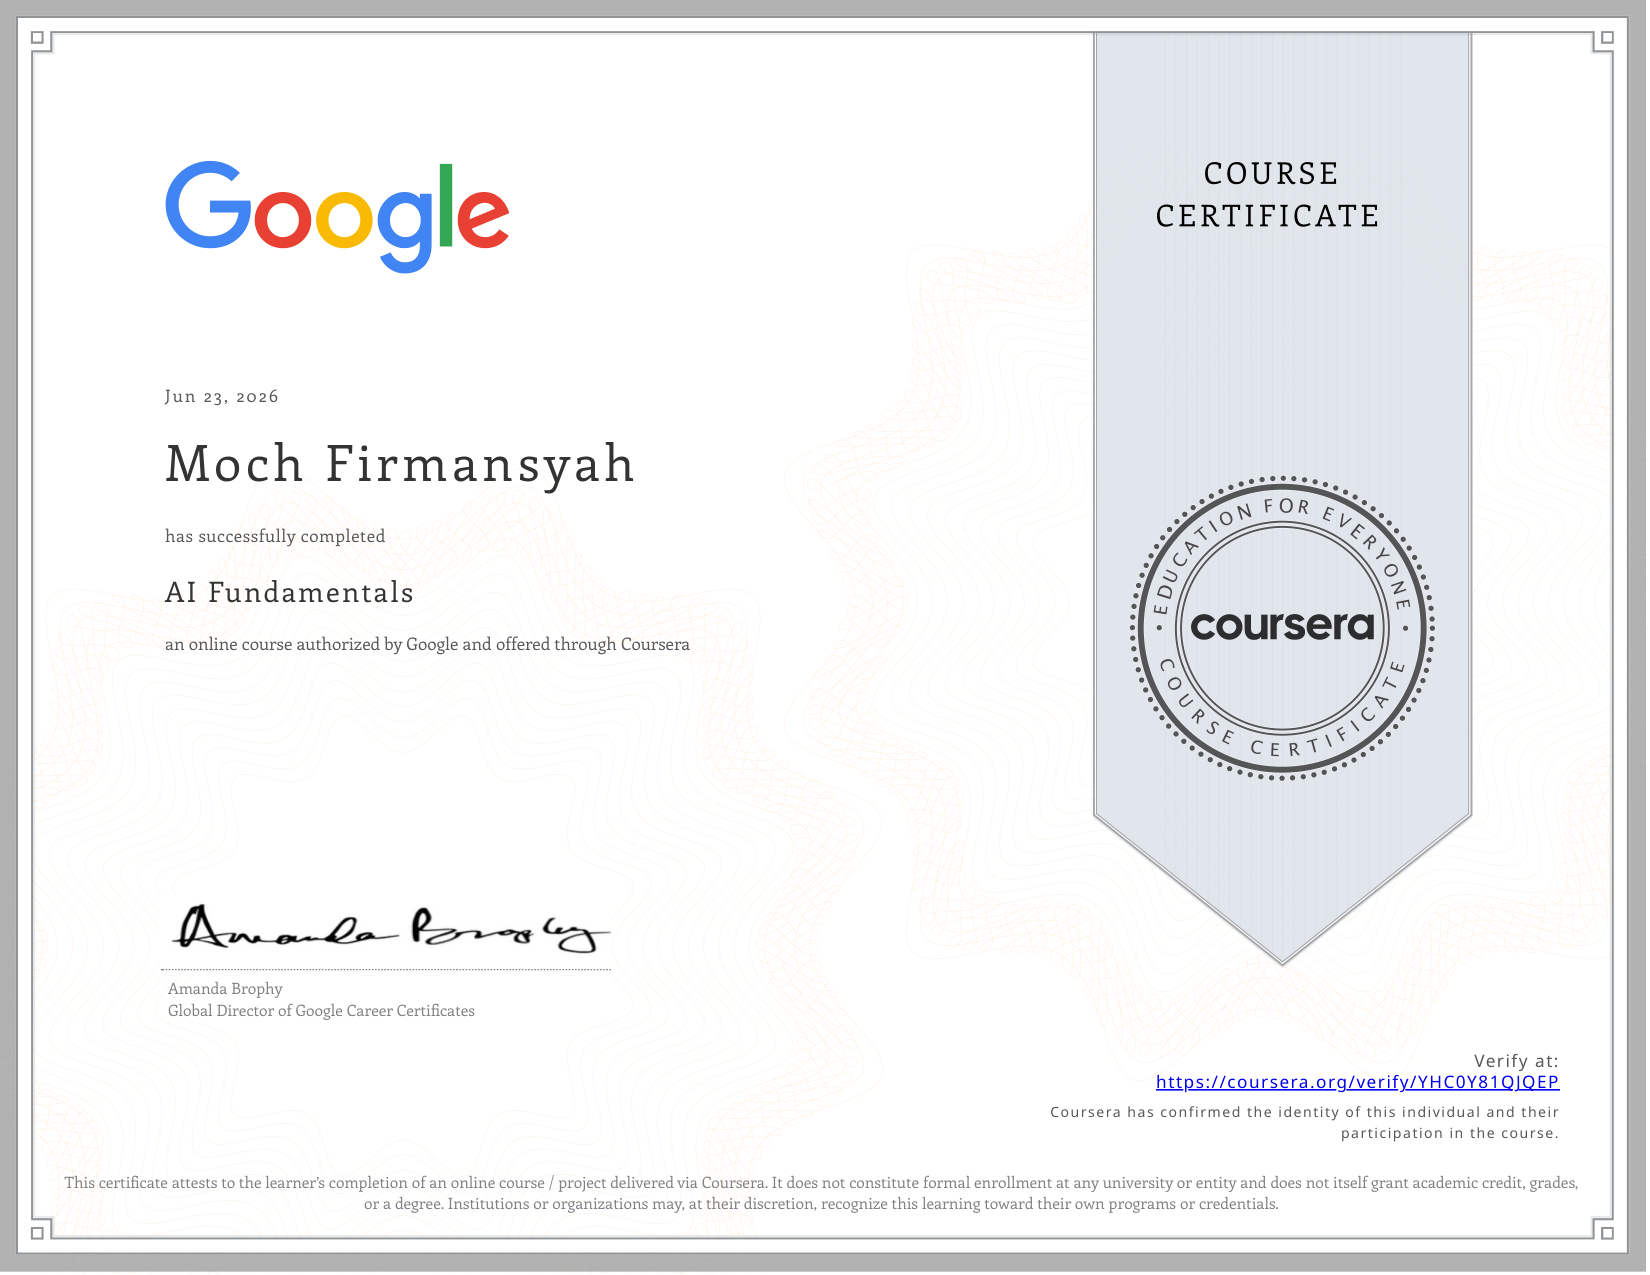 Google
COURSE
CERTIFICATE
Jun 23, 2026
Moch Firmansyah
has successfully completed
AI Fundamentals
an online course authorized by Google and offered through Coursera
EDUCATION FOR EVERYONE
coursera
COURSE CERTIFICATE
Amanda Brophy
Amanda Brophy
Global Director of Google Career Certificates
Verify at:
https://coursera.org/verify/YHC0Y81QJQEP
Coursera has confirmed the identity of this individual and their
participation in the course.
This certificate attests to the learner's completion of an online course / project delivered via Coursera. It does not constitute formal enrollment at any university or entity and does not itself grant academic credit, grades,
or a degree. Institutions or organizations may, at their discretion, recognize this learning toward their own programs or credentials.